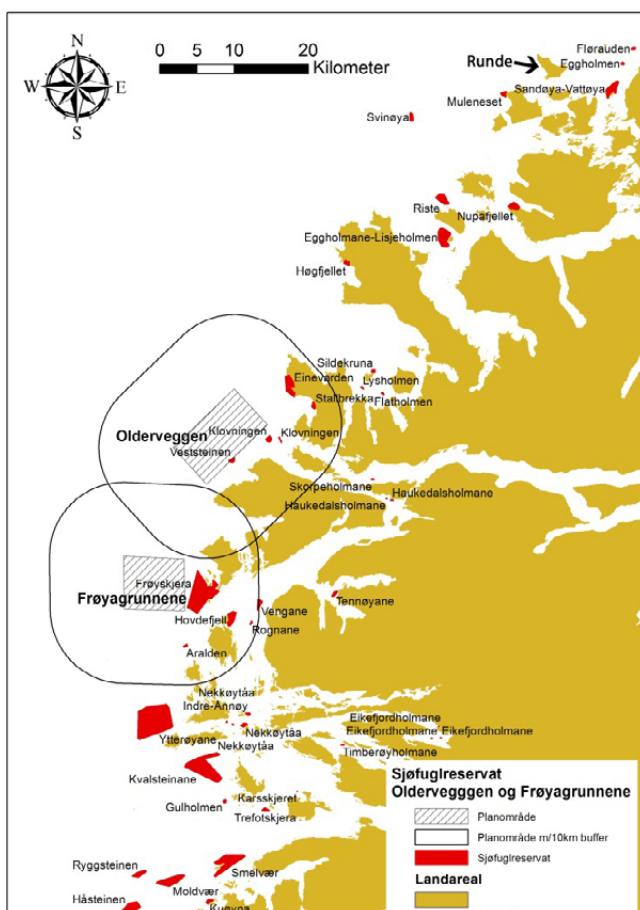 N
W
E
S
0
10
20
Kilometer
Flørauden
Runde
Eggholmen
Sandøya-Vattøya
Muleneset
Svinøya
Riste
Nupafjellet
Eggholmane-Lisjeholmen
Høgfjellet
Sildekruna
Einevarden
Lysholmen
Stallbrekka
Flatholmen
Olderveggen
Klovningen
Klovningen
Veststeinen
Skorpeholmane
Haukedalsholmane
Haukedalsholmane
Frøyskjera
Frøyagrunnene
Tennøyane
Hovdefjell
Vengane
Rognane
Aralden
Nekkøytåa
Indre-Annøy
Eikefjordholmane
Nekkøytåa
Eikefjordholmane
Eikefjordholmane
Ytterøyane
Nekkøytåa
Timberøyholmane
Kvalsteinane
Karsskjeret
Gulholmen
Trefotskjera
Ryggsteinen
Smelvær
Moldvær
Håsteinen
Sjøfuglreservat
Oldervegggen og Frøyagrunnene
Planområde
Planområde m/10km buffer
Sjøfuglreservat
Landareal